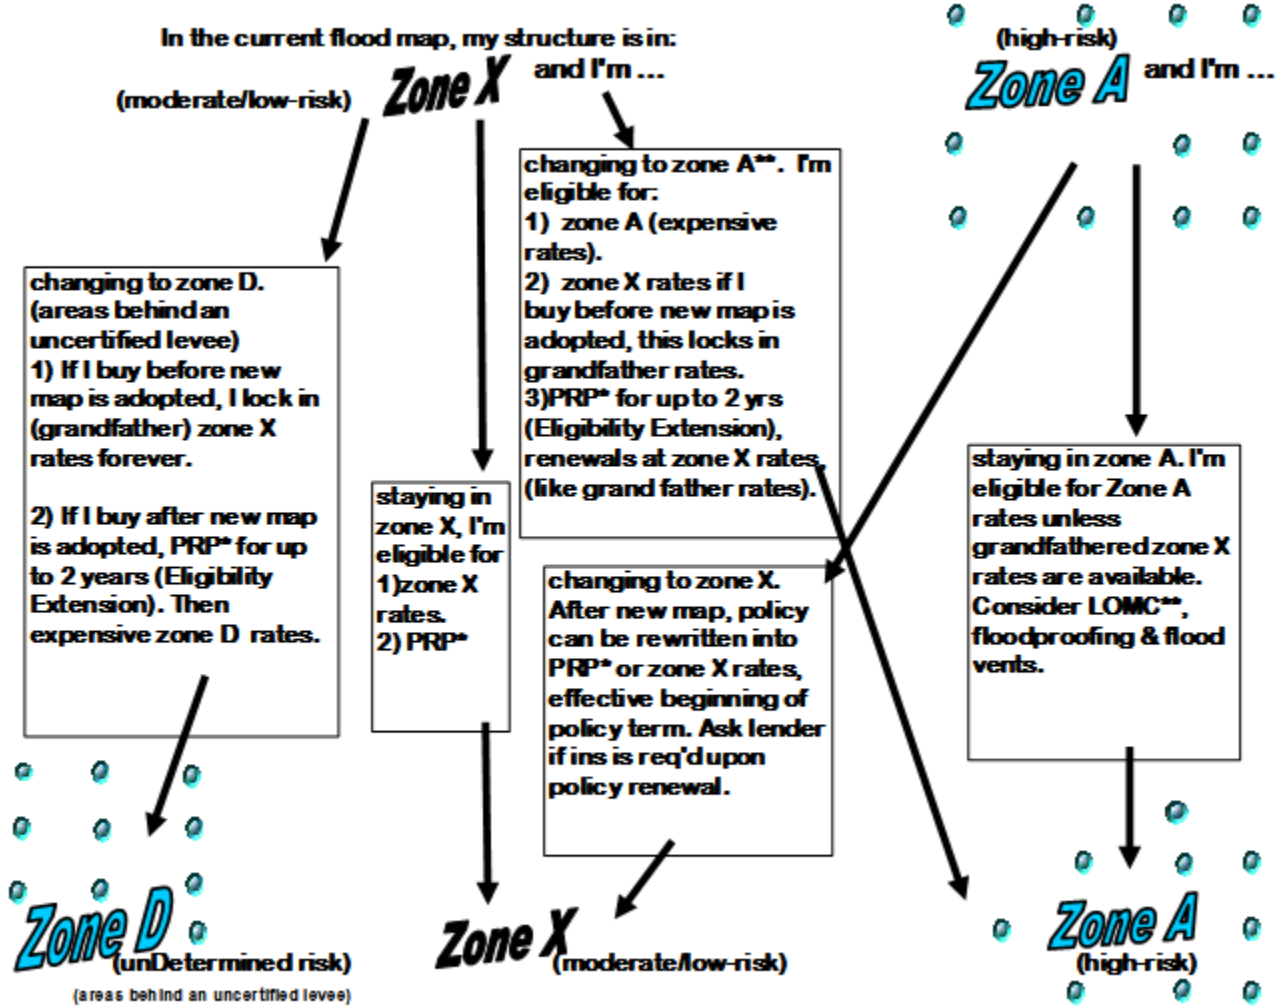 In the current flood map, my structure is in:
(moderate/low-risk)
Zone X
and I'm ...
(high-risk)
Zone A
and I'm ...
changing to zone D.
(areas behind an
uncertified levee)
1) If I buy before new
map is adopted, I lock in
(grandfather) zone X
rates forever.
2) If I buy after new map
is adopted, PRP* for up
to 2 years (Eligibility
Extension). Then
expensive zone D rates.
staying in
zone X, I'm
eligible for
1)zone X
rates.
2) PRP*
changing to zone A**. I'm
eligible for:
1) zone A (expensive
rates).
2) zone X rates if I
buy before new map is
adopted, this locks in
grandfather rates.
3)PRP* for up to 2 yrs
(Eligibility Extension),
renewals at zone X rates,
(like grand father rates).
changing to zone X.
After new map, policy
can be rewritten into
PRP* or zone X rates,
effective beginning of
policy term. Ask lender
if ins is req'd upon
policy renewal.
staying in zone A. I'm
eligible for Zone A
rates unless
grandfathered zone X
rates are available.
Consider LOMC**,
floodproofing & flood
vents.
Zone D
(unDetermined risk)
(areas behind an uncertified levee)
Zone X
(moderate/low-risk)
Zone A
(high-risk)